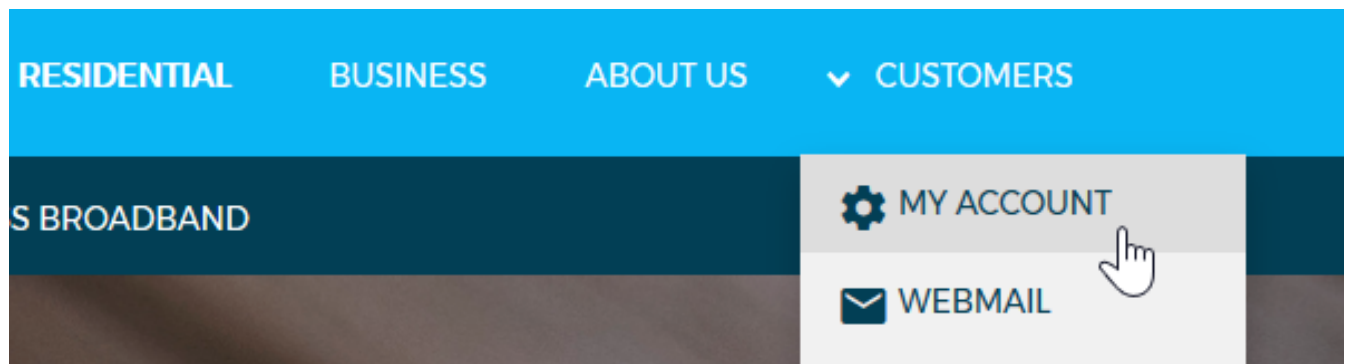 RESIDENTIAL BUSINESS ABOUT US CUSTOMERS
S BROADBAND
MY ACCOUNT
WEBMAIL